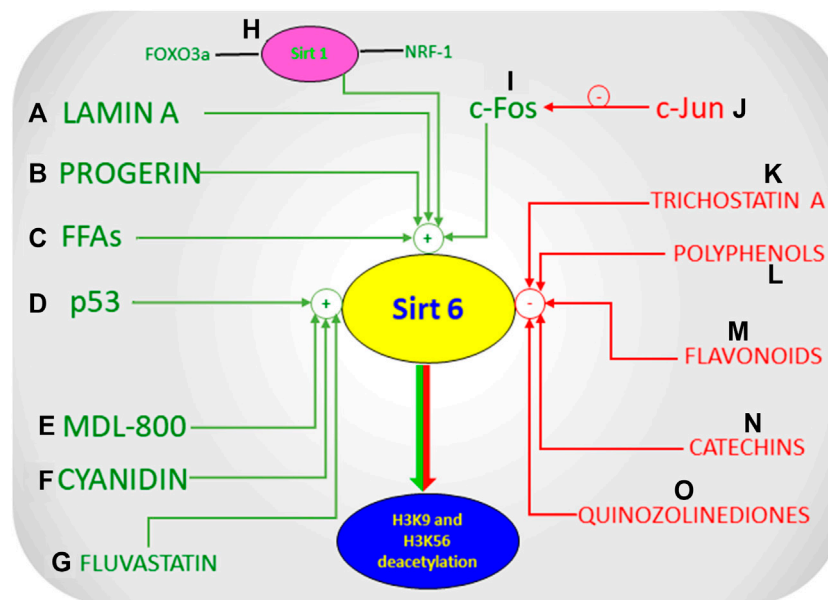 H
FOXO3a Sirt 1 NRF-1
I
c-Fos - c-Jun J
A LAMIN A
B PROGERIN
K
TRICHOSTATIN A
C FFAs
+
POLYPHENOLS
L
D p53
+
Sirt 6
-
M
FLAVONOIDS
E MDL-800
N
CATECHINS
F CYANIDIN
O
QUINOZOLINEDIONES
H3K9 and
H3K56
deacetylation
G FLUVASTATIN